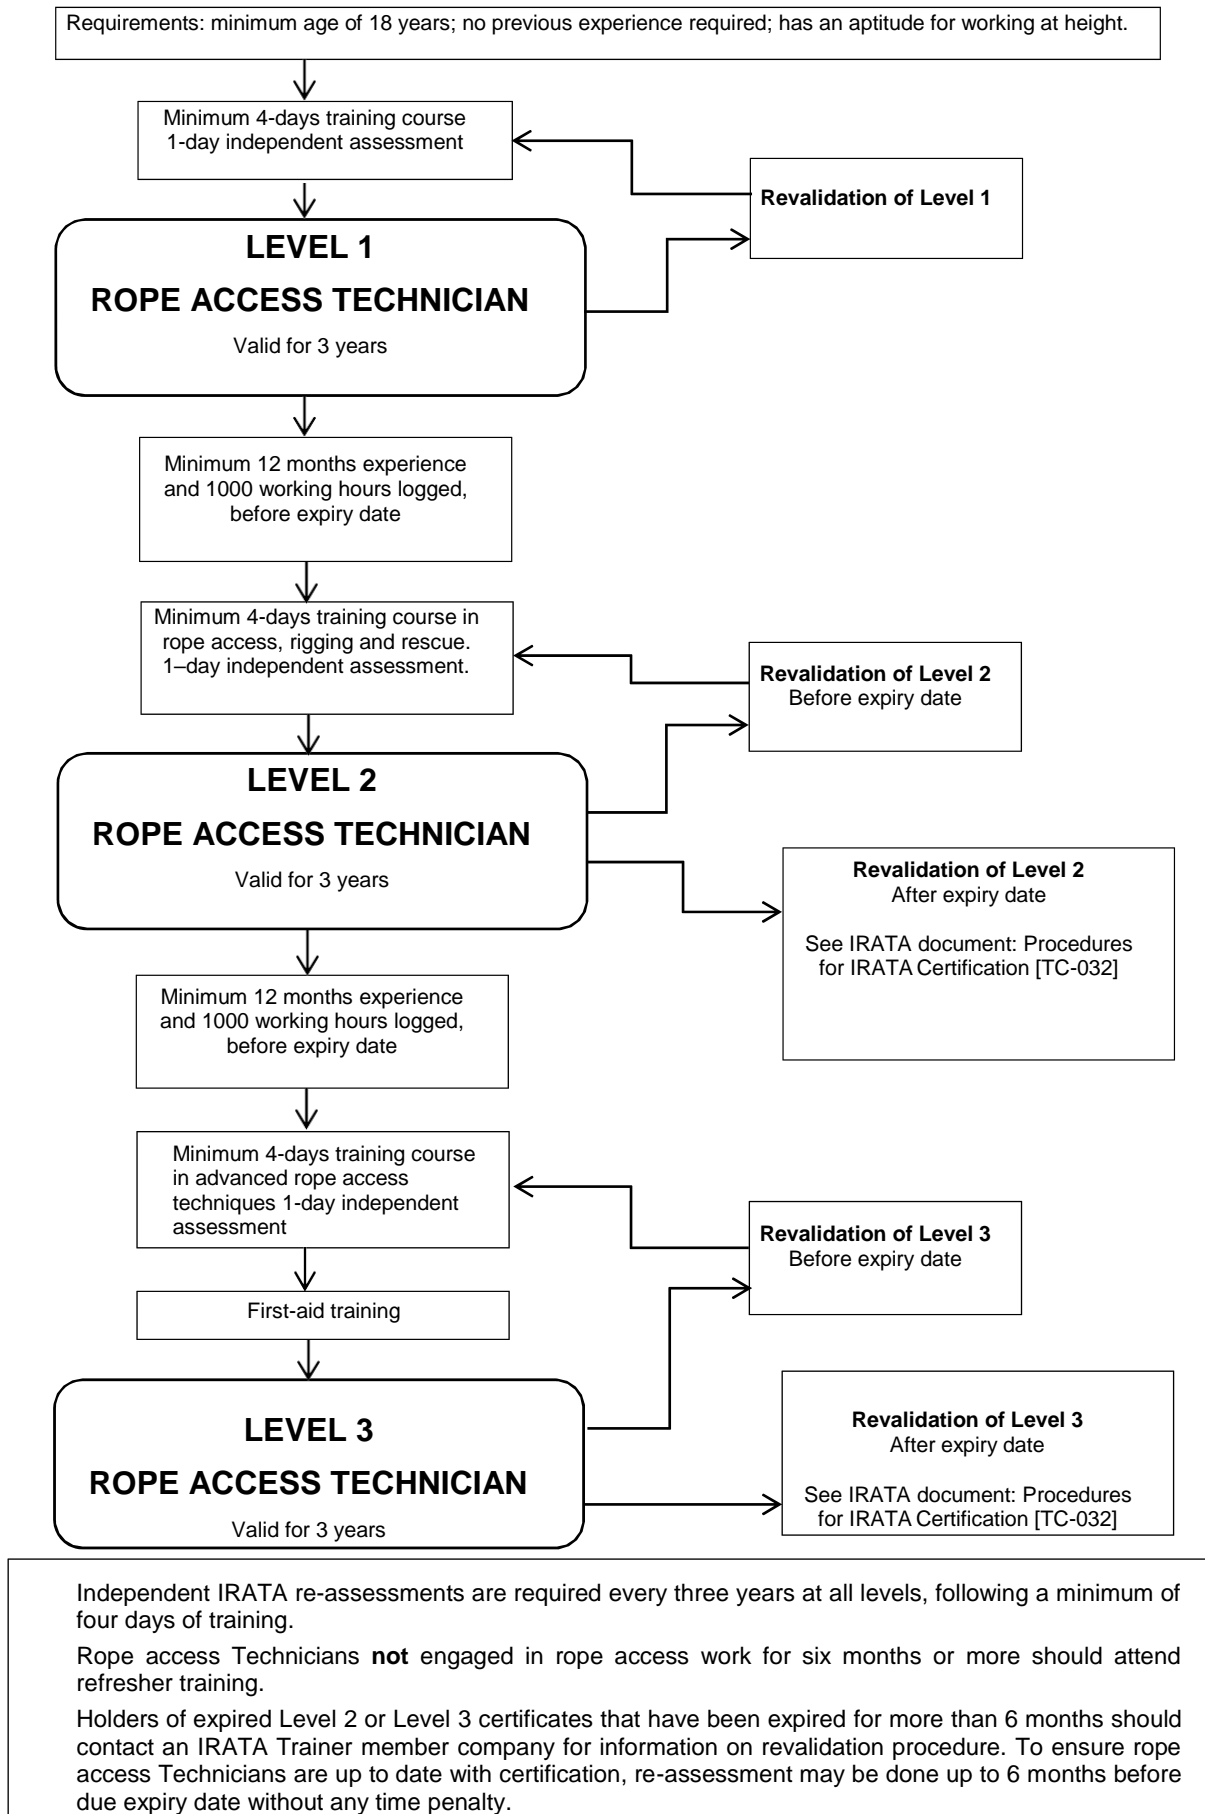 Requirements: minimum age of 18 years; no previous experience required; has an aptitude for working at height.
Minimum 4-days training course
1-day independent assessment
Revalidation of Level 1
LEVEL 1
ROPE ACCESS TECHNICIAN
Valid for 3 years
Minimum 12 months experience
and 1000 working hours logged,
before expiry date
Minimum 4-days training course in
rope access, rigging and rescue.
1–day independent assessment.
Revalidation of Level 2
Before expiry date
LEVEL 2
ROPE ACCESS TECHNICIAN
Valid for 3 years
Revalidation of Level 2
After expiry date
See IRATA document: Procedures
for IRATA Certification [TC-032]
Minimum 12 months experience
and 1000 working hours logged,
before expiry date
Minimum 4-days training course
in advanced rope access
techniques 1-day independent
assessment
Revalidation of Level 3
Before expiry date
First-aid training
LEVEL 3
ROPE ACCESS TECHNICIAN
Valid for 3 years
Revalidation of Level 3
After expiry date
See IRATA document: Procedures
for IRATA Certification [TC-032]
Independent IRATA re-assessments are required every three years at all levels, following a minimum of
four days of training.
Rope access Technicians not engaged in rope access work for six months or more should attend
refresher training.
Holders of expired Level 2 or Level 3 certificates that have been expired for more than 6 months should
contact an IRATA Trainer member company for information on revalidation procedure. To ensure rope
access Technicians are up to date with certification, re-assessment may be done up to 6 months before
due expiry date without any time penalty.